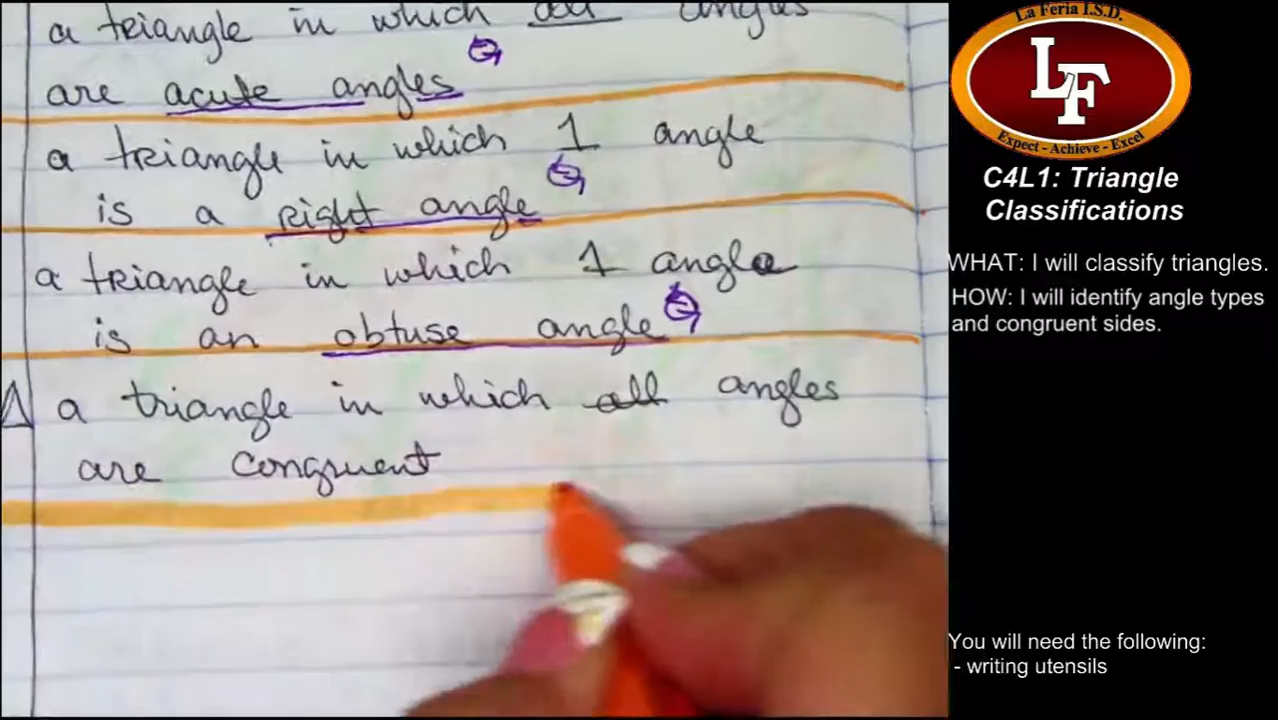 a triangle in which all angles
are acute angles
a triangle in which 1 angle
is a right angle
a triangle in which 1 angle
is an obtuse angle
△ a triangle in which all angles
are congruent
La Feria I.S.D.
LF
Expect - Achieve - Excel
C4L1: Triangle
Classifications
WHAT: I will classify triangles.
HOW: I will identify angle types
and congruent sides.
You will need the following:
- writing utensils